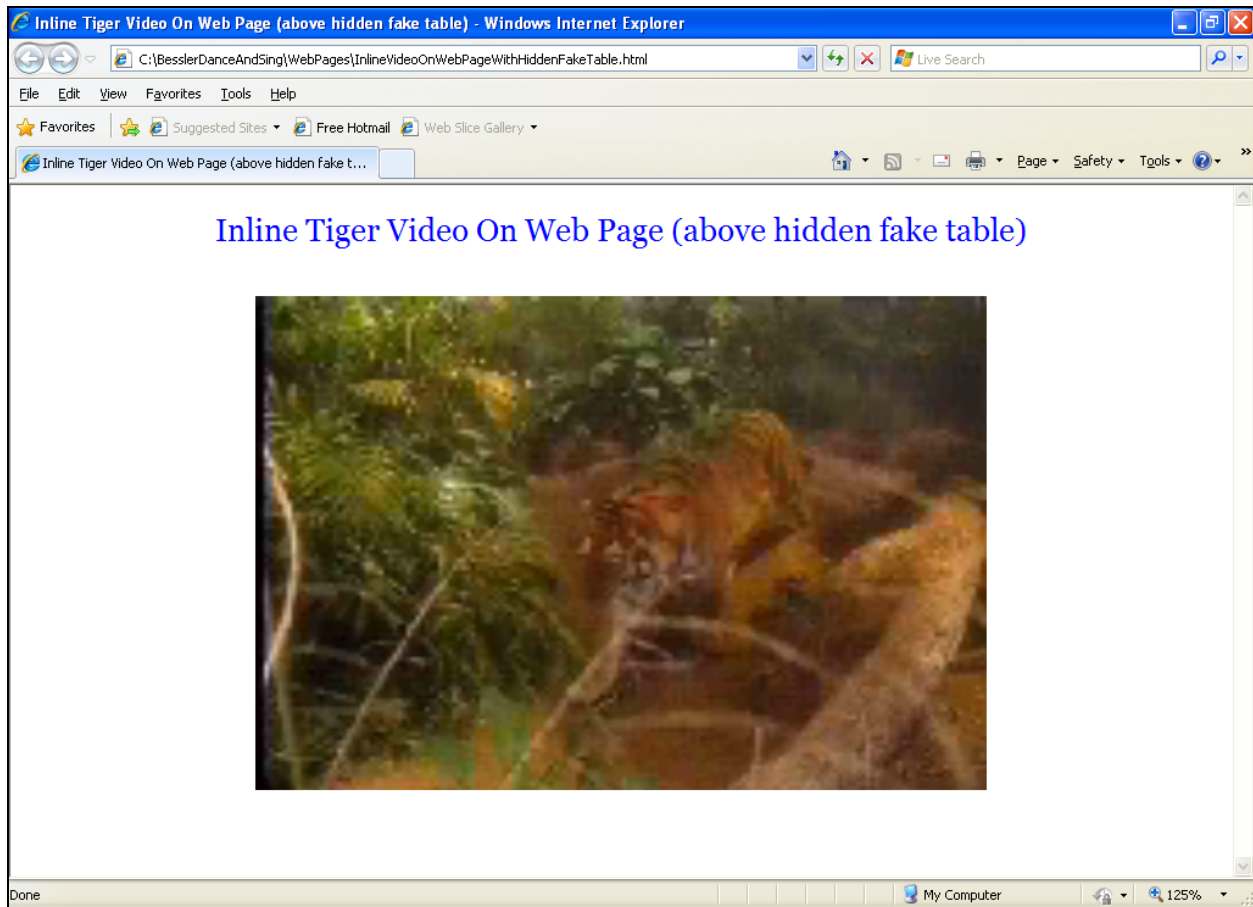 Inline Tiger Video On Web Page (above hidden fake table) - Windows Internet Explorer
C:\BesslerDanceAndSing\WebPages\InlineVideoOnWebPageWithHiddenFakeTable.html Live Search
File Edit View Favorites Tools Help
Favorites Suggested Sites Free Hotmail Web Slice Gallery
Inline Tiger Video On Web Page (above hidden fake t... Page Safety Tools »
Inline Tiger Video On Web Page (above hidden fake table)
Done My Computer 125%